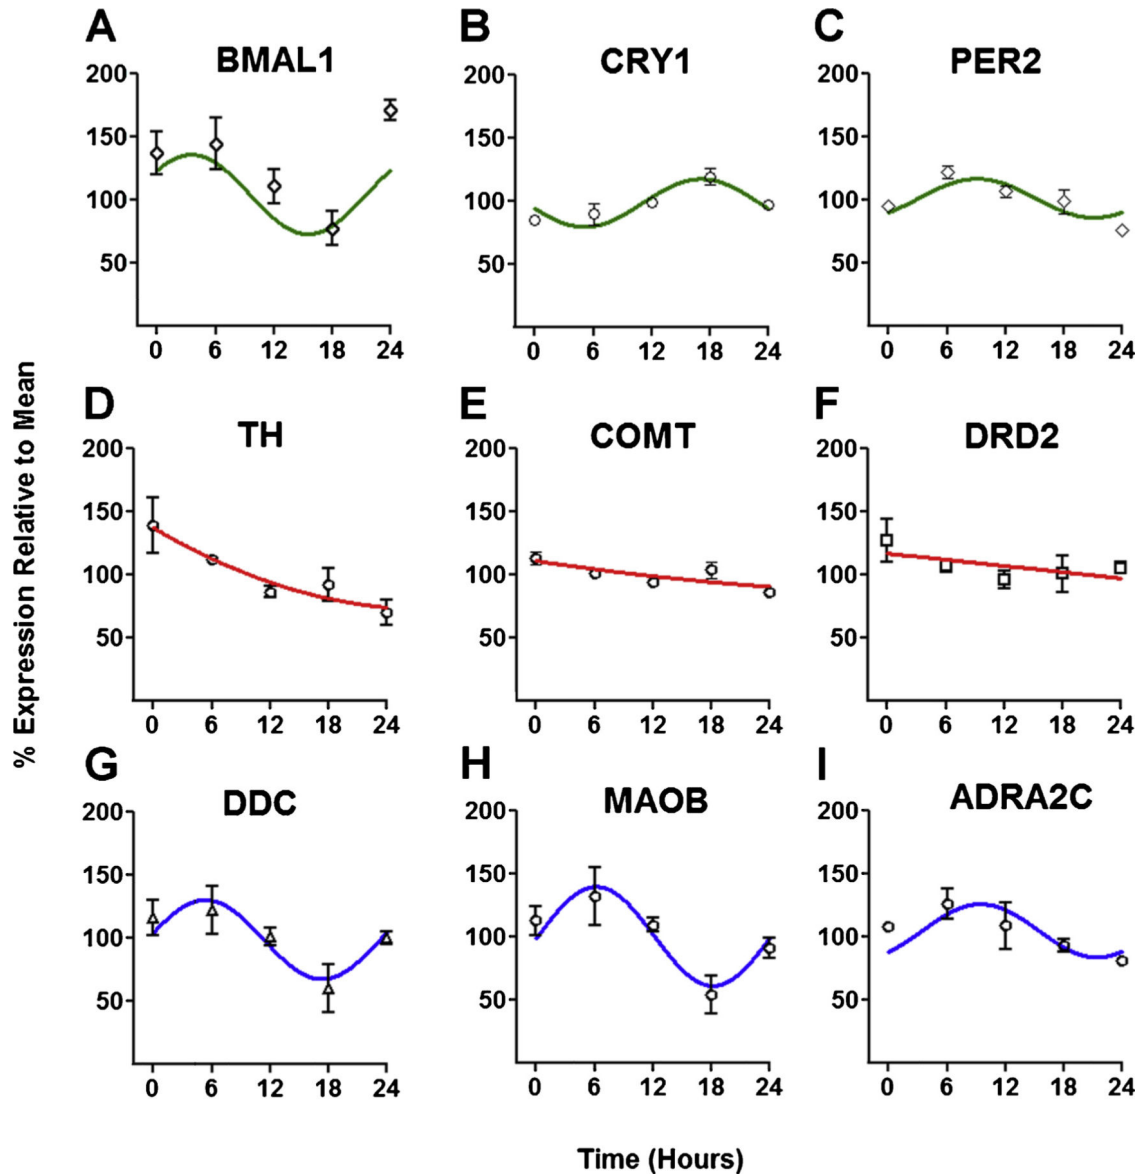 A B C
BMAL1 CRY1 PER2
200 200 200
150 150 150
100 100 100
50 50 50
0 6 12 18 24 0 6 12 18 24 0 6 12 18 24
D E F
TH COMT DRD2
200 200 200
150 150 150
100 100 100
50 50 50
0 6 12 18 24 0 6 12 18 24 0 6 12 18 24
G H I
DDC MAOB ADRA2C
200 200 200
150 150 150
100 100 100
50 50 50
0 6 12 18 24 0 6 12 18 24 0 6 12 18 24
% Expression Relative to Mean
Time (Hours)